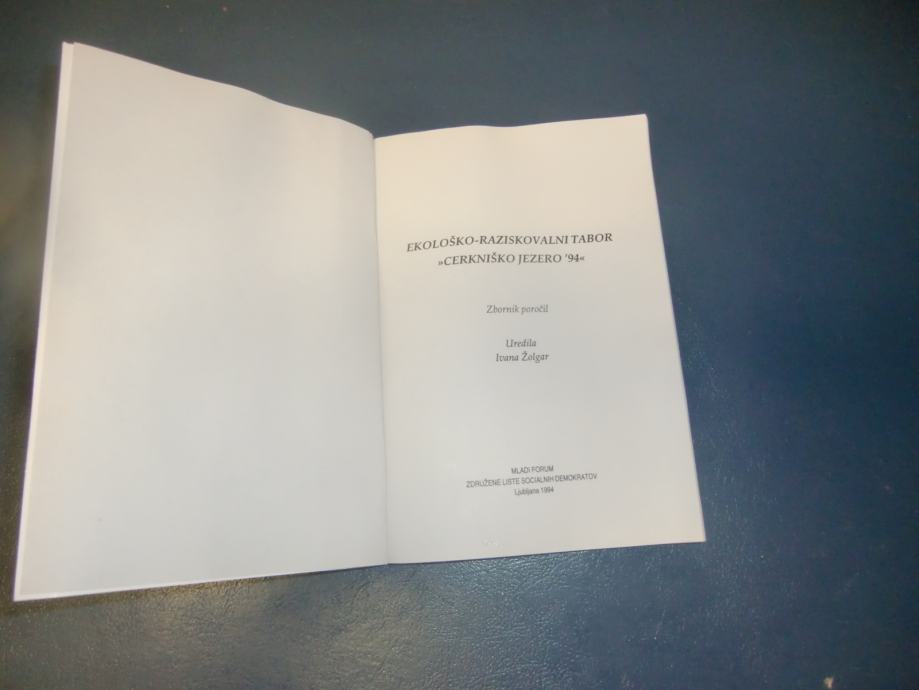 EKOLOŠKO-RAZISKOVALNI TABOR
»CERKNIŠKO JEZERO '94«
Zbornik poročil
Uredila
Ivana Žolgar
MLADI FORUM
ZDRUŽENE LISTE SOCIALNIH DEMOKRATOV
Ljubljana 1994